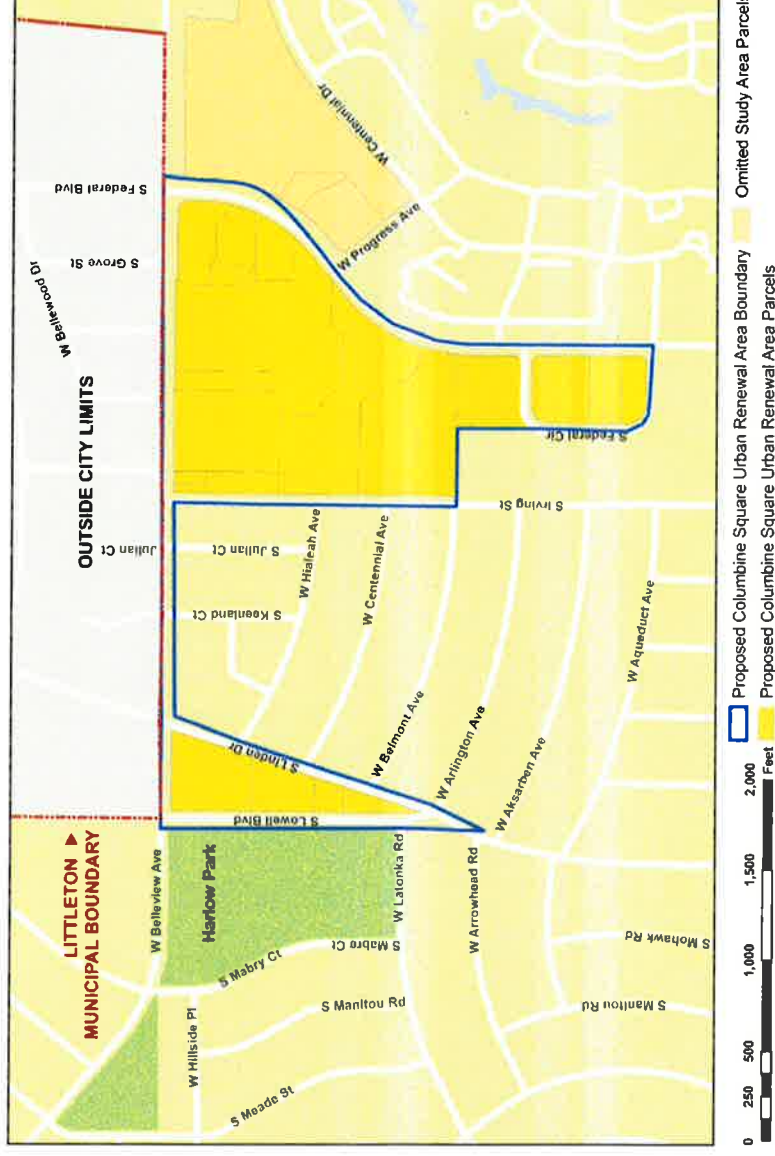 LITTLETON ▶
MUNICIPAL BOUNDARY
OUTSIDE CITY LIMITS
W Bellewood Dr
S Grove St
S Federal Blvd
Julian Ct
W Belleview Ave
Harlow Park
S Lowell Blvd
S Linden Dr
S Julian Ct
S Keenland Ct
W Hialeah Ave
W Centennial Ave
W Belmont Ave
W Arlington Ave
W Aksarben Ave
W Aqueduct Ave
S Irving St
S Federal Cir
W Progress Ave
W Centennial Dr
W Hillside Pl
S Mabry Ct
S Mabry Ct
W Latonka Rd
W Arrowhead Rd
S Manitou Rd
S Manitou Rd
S Meade St
S Mohawk Rd
0 250 500 1,000 1,500 2,000
Feet
Proposed Columbine Square Urban Renewal Area Boundary
Omitted Study Area Parcels
Proposed Columbine Square Urban Renewal Area Parcels